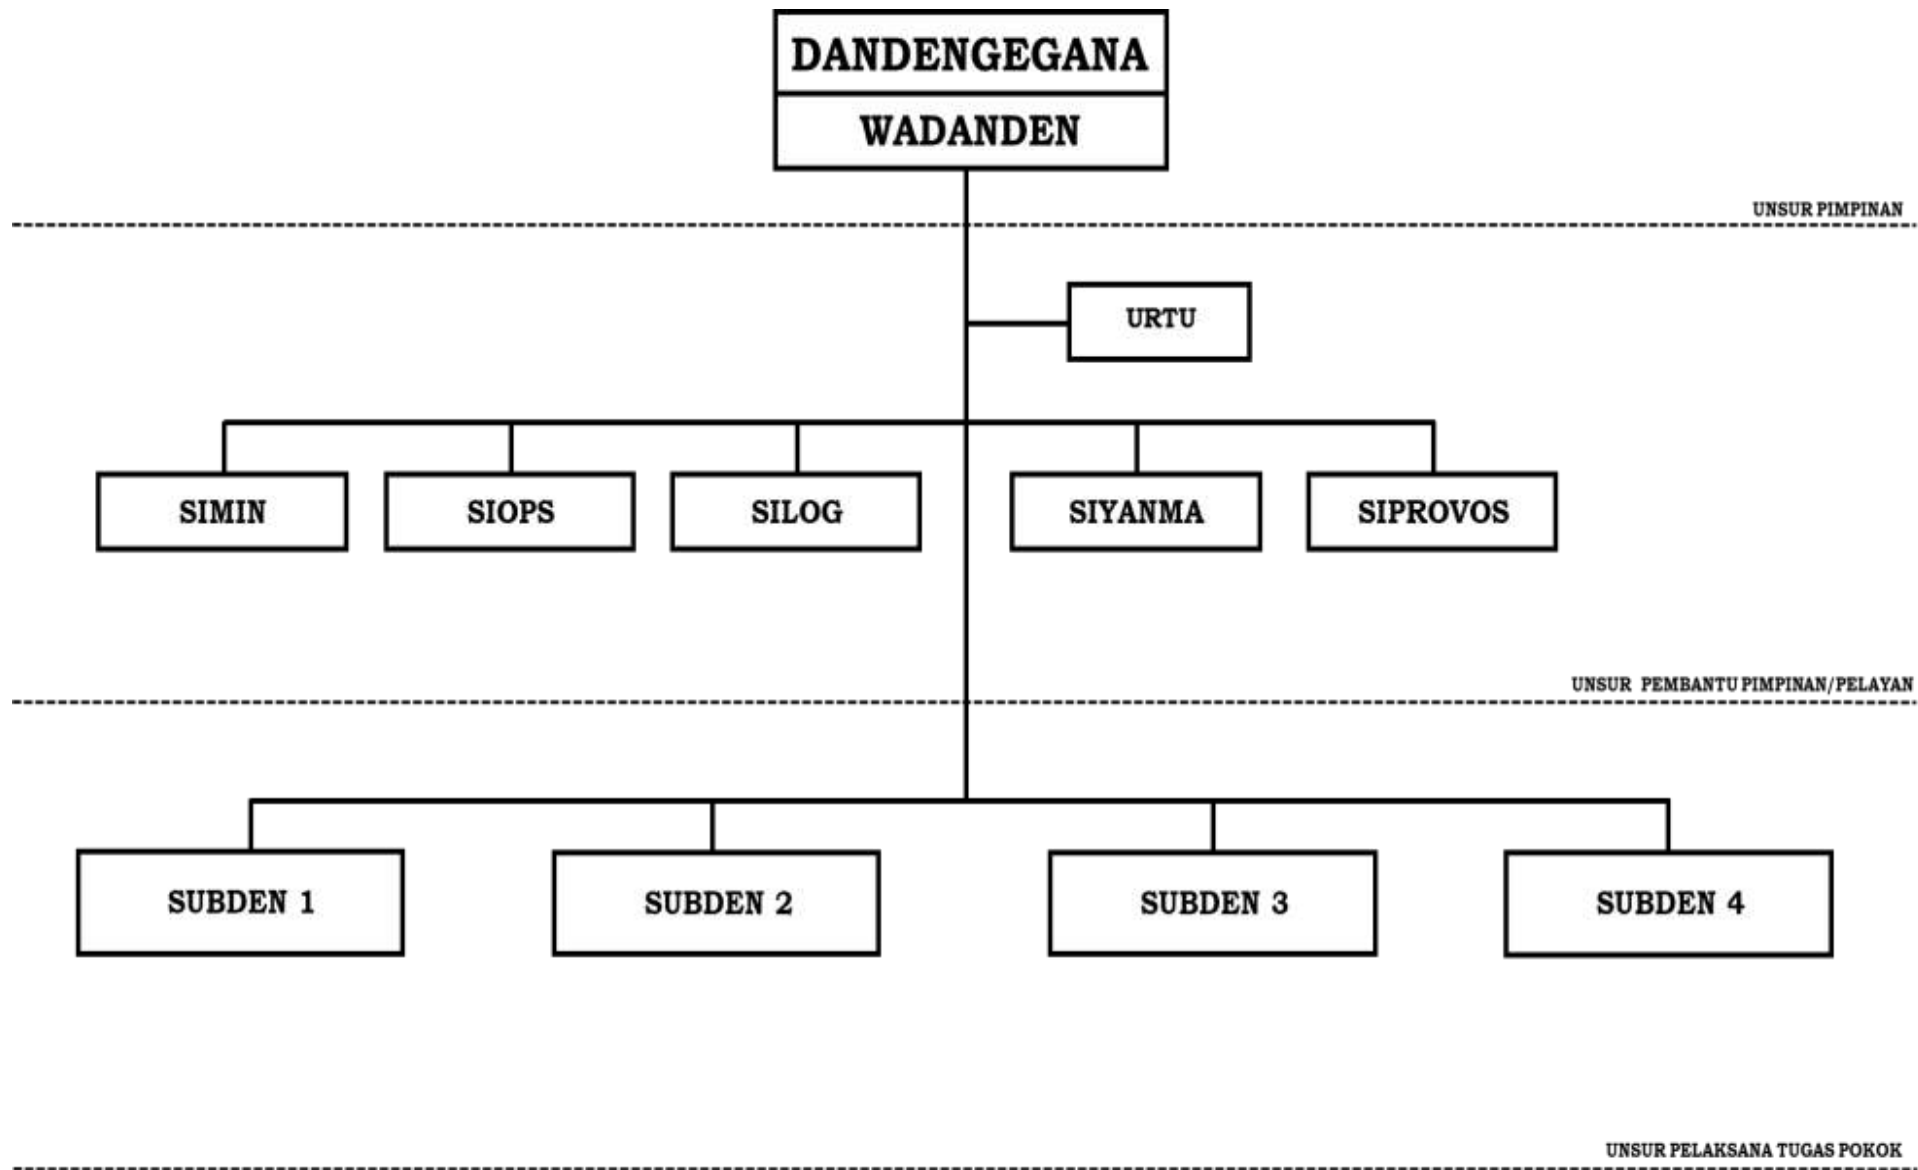 DANDENGEGANA
WADANDEN
UNSUR PIMPINAN
URTU
SIMIN
SIOPS
SILOG
SIYANMA
SIPROVOS
UNSUR PEMBANTU PIMPINAN/PELAYAN
SUBDEN 1
SUBDEN 2
SUBDEN 3
SUBDEN 4
UNSUR PELAKSANA TUGAS POKOK